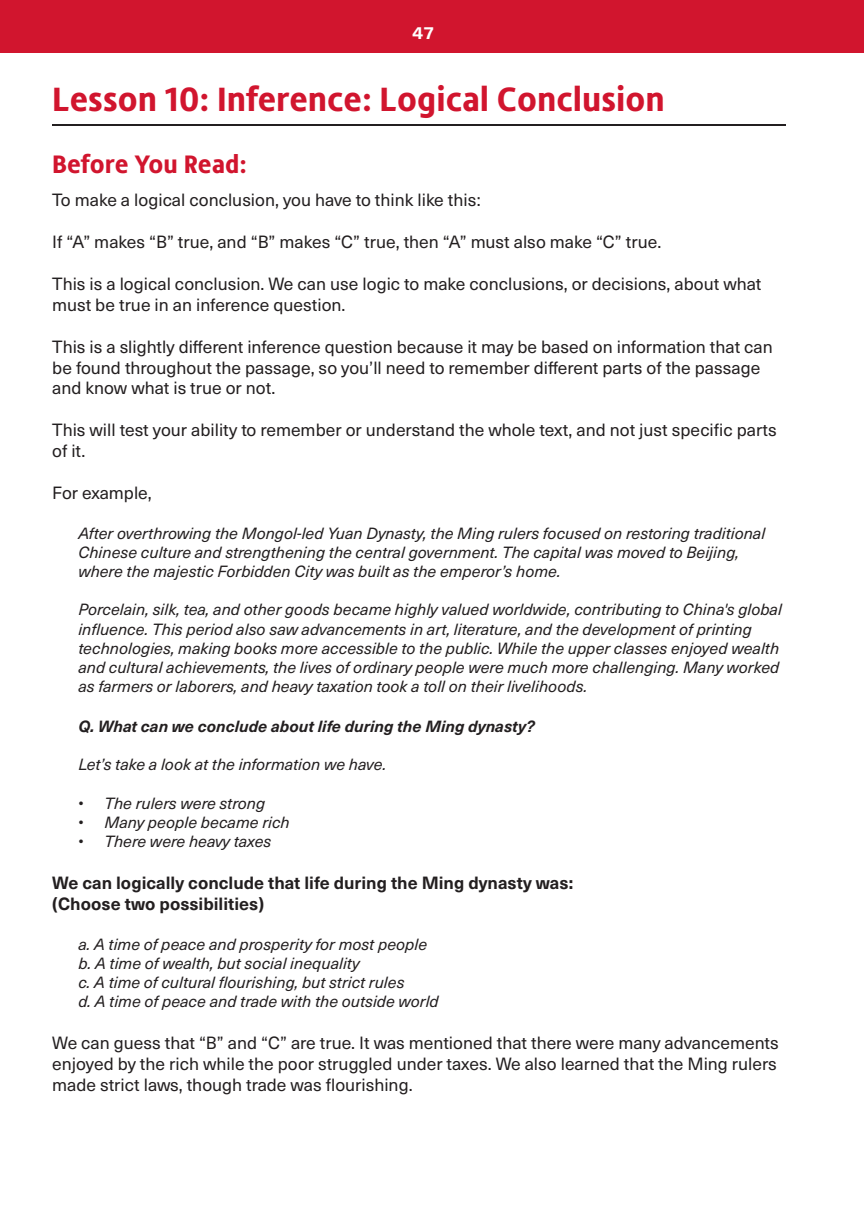 47
Lesson 10: Inference: Logical Conclusion
Before You Read:
To make a logical conclusion, you have to think like this:
If “A” makes “B” true, and “B” makes “C” true, then “A” must also make “C” true.
This is a logical conclusion. We can use logic to make conclusions, or decisions, about what
must be true in an inference question.
This is a slightly different inference question because it may be based on information that can
be found throughout the passage, so you’ll need to remember different parts of the passage
and know what is true or not.
This will test your ability to remember or understand the whole text, and not just specific parts
of it.
For example,
After overthrowing the Mongol-led Yuan Dynasty, the Ming rulers focused on restoring traditional
Chinese culture and strengthening the central government. The capital was moved to Beijing,
where the majestic Forbidden City was built as the emperor’s home.
Porcelain, silk, tea, and other goods became highly valued worldwide, contributing to China's global
influence. This period also saw advancements in art, literature, and the development of printing
technologies, making books more accessible to the public. While the upper classes enjoyed wealth
and cultural achievements, the lives of ordinary people were much more challenging. Many worked
as farmers or laborers, and heavy taxation took a toll on their livelihoods.
Q. What can we conclude about life during the Ming dynasty?
Let’s take a look at the information we have.
• The rulers were strong
• Many people became rich
• There were heavy taxes
We can logically conclude that life during the Ming dynasty was:
(Choose two possibilities)
a. A time of peace and prosperity for most people
b. A time of wealth, but social inequality
c. A time of cultural flourishing, but strict rules
d. A time of peace and trade with the outside world
We can guess that “B” and “C” are true. It was mentioned that there were many advancements
enjoyed by the rich while the poor struggled under taxes. We also learned that the Ming rulers
made strict laws, though trade was flourishing.